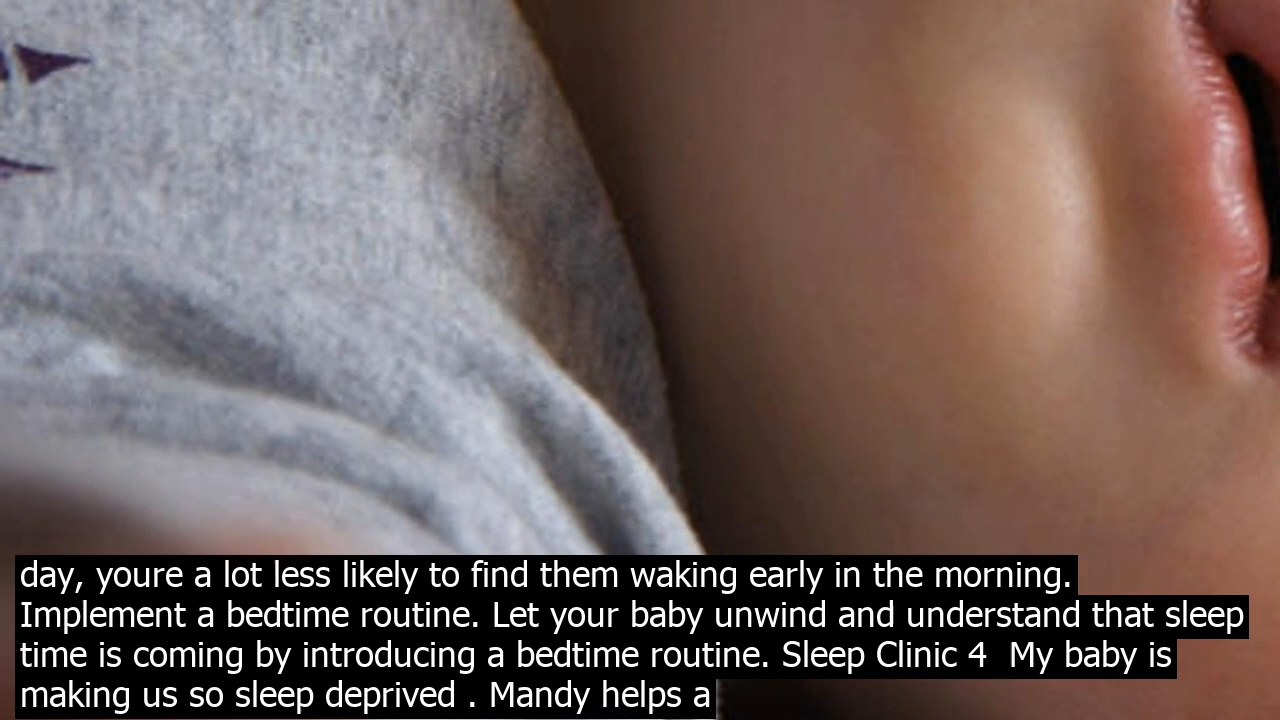 day, youre a lot less likely to find them waking early in the morning.
Implement a bedtime routine. Let your baby unwind and understand that sleep
time is coming by introducing a bedtime routine. Sleep Clinic 4  My baby is
making us so sleep deprived . Mandy helps a